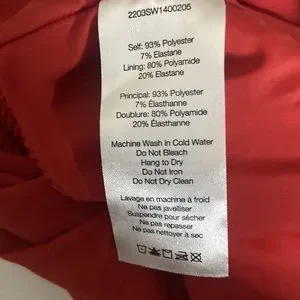 2203SW1400205
Self: 93% Polyester
7% Elastane
Lining: 80% Polyamide
20% Elastane
Principal: 93% Polyester
7% Élasthanne
Doublure: 80% Polyamide
20% Élasthanne
Machine Wash in Cold Water
Do Not Bleach
Hang to Dry
Do Not Iron
Do Not Dry Clean
Lavage en machine à froid
Ne pas javelliser
Suspendre pour sécher
Ne pas repasser
Ne pas nettoyer à sec